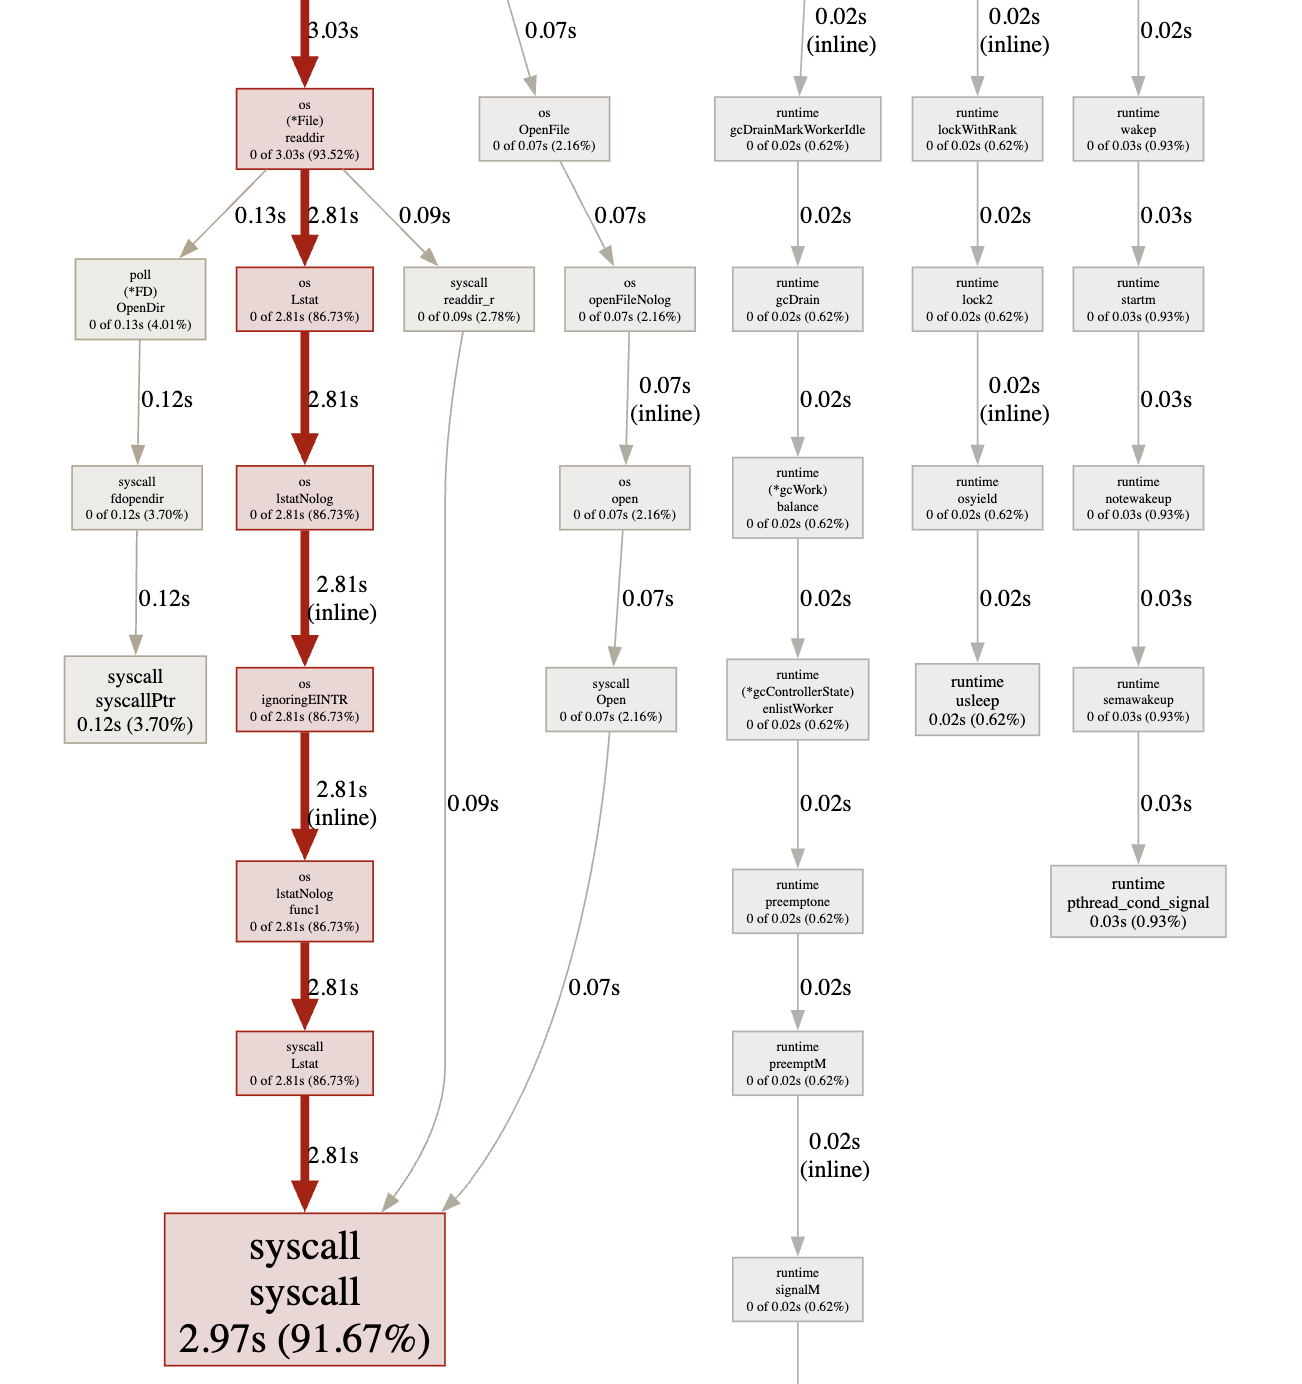 3.03s
0.07s
0.02s
(inline)
0.02s
(inline)
0.02s
os
(*File)
readdir
0 of 3.03s (93.52%)
os
OpenFile
0 of 0.07s (2.16%)
runtime
gcDrainMarkWorkerIdle
0 of 0.02s (0.62%)
runtime
lockWithRank
0 of 0.02s (0.62%)
runtime
wakep
0 of 0.03s (0.93%)
0.13s
2.81s
0.09s
0.07s
0.02s
0.02s
0.03s
poll
(*FD)
OpenDir
0 of 0.13s (4.01%)
os
Lstat
0 of 2.81s (86.73%)
syscall
readdir_r
0 of 0.09s (2.78%)
os
openFileNolog
0 of 0.07s (2.16%)
runtime
gcDrain
0 of 0.02s (0.62%)
runtime
lock2
0 of 0.02s (0.62%)
runtime
startm
0 of 0.03s (0.93%)
0.12s
2.81s
0.07s
(inline)
0.02s
0.02s
(inline)
0.03s
syscall
fdopendir
0 of 0.12s (3.70%)
os
lstatNolog
0 of 2.81s (86.73%)
os
open
0 of 0.07s (2.16%)
runtime
(*gcWork)
balance
0 of 0.02s (0.62%)
runtime
osyield
0 of 0.02s (0.62%)
runtime
notewakeup
0 of 0.03s (0.93%)
0.12s
2.81s
(inline)
0.07s
0.02s
0.02s
0.03s
syscall
syscallPtr
0.12s (3.70%)
os
ignoringEINTR
0 of 2.81s (86.73%)
syscall
Open
0 of 0.07s (2.16%)
runtime
(*gcControllerState)
enlistWorker
0 of 0.02s (0.62%)
runtime
usleep
0.02s (0.62%)
runtime
semawakeup
0 of 0.03s (0.93%)
2.81s
(inline)
0.09s
0.02s
0.03s
os
lstatNolog
func1
0 of 2.81s (86.73%)
runtime
preemptone
0 of 0.02s (0.62%)
runtime
pthread_cond_signal
0.03s (0.93%)
2.81s
0.07s
0.02s
syscall
Lstat
0 of 2.81s (86.73%)
runtime
preemptM
0 of 0.02s (0.62%)
2.81s
0.02s
(inline)
syscall
syscall
2.97s (91.67%)
runtime
signalM
0 of 0.02s (0.62%)